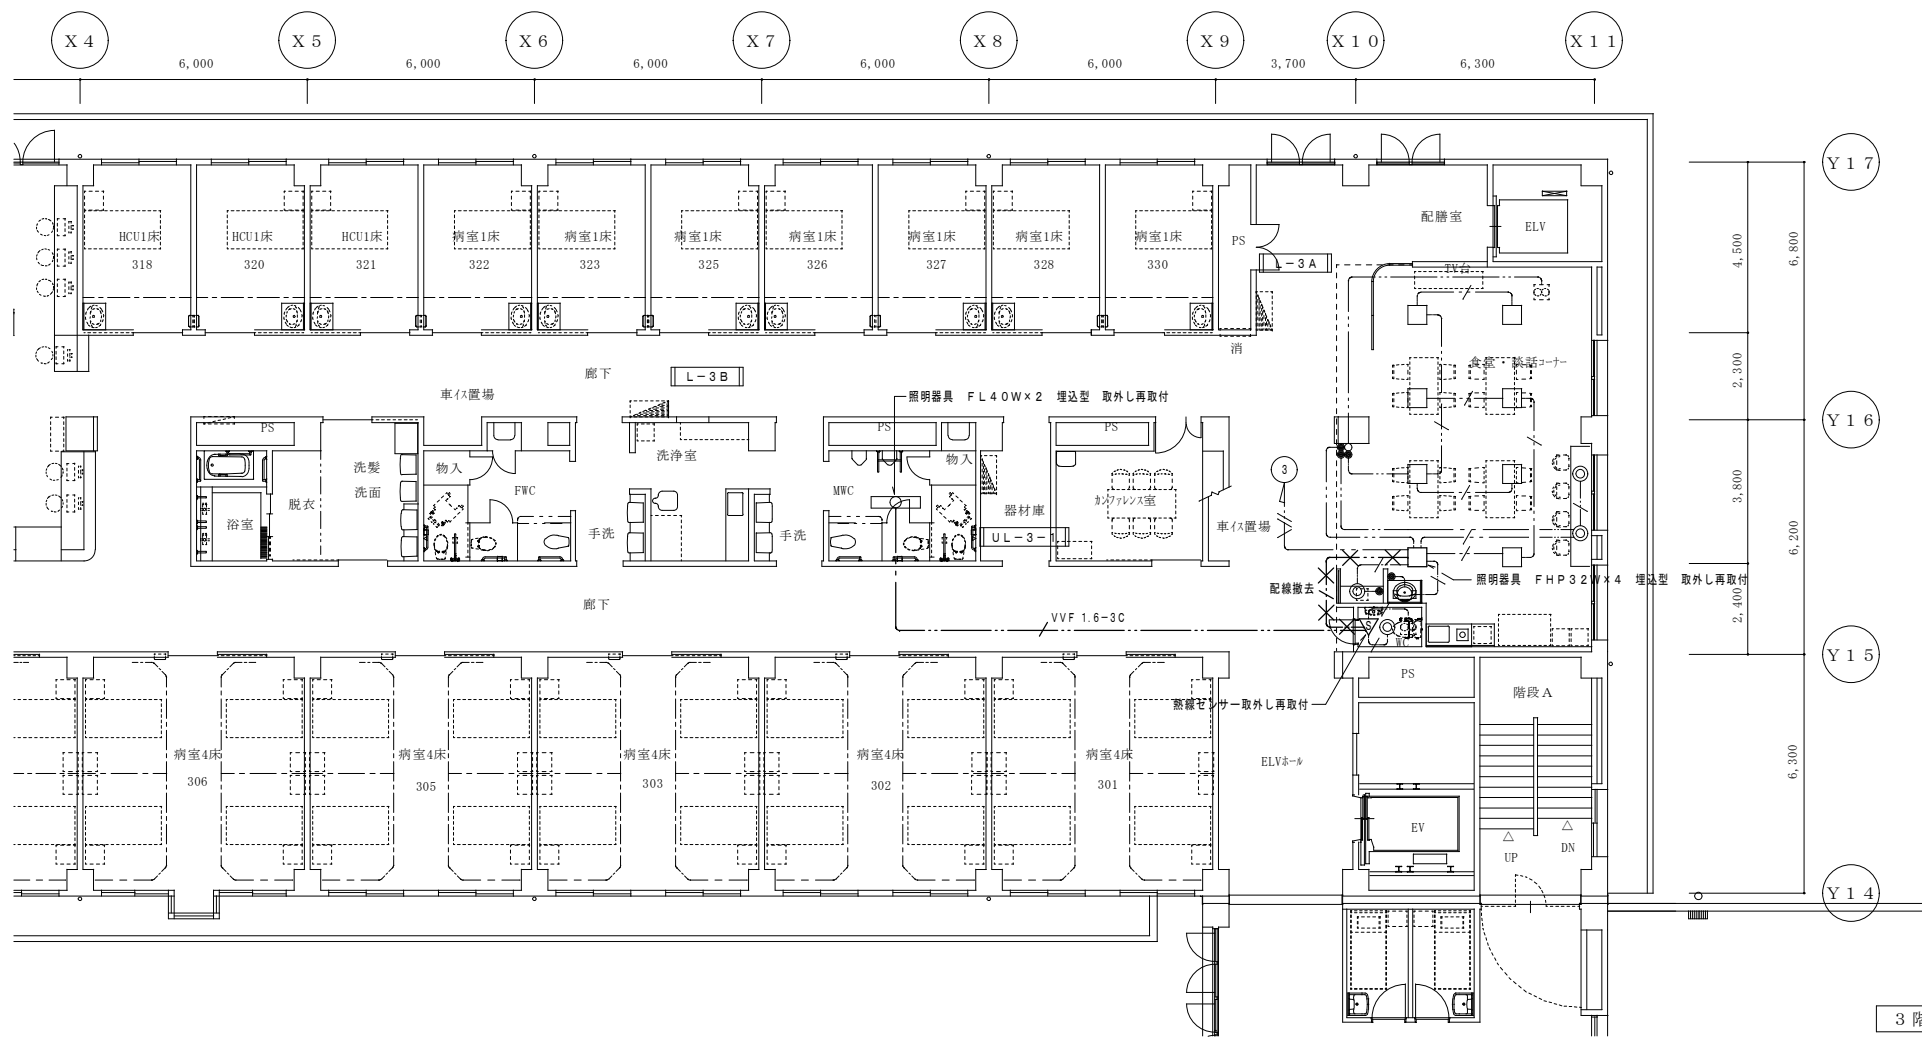 X4
X5
X6
X7
X8
X9
X10
X11
6,000
6,000
6,000
6,000
6,000
3,700
6,300
Y17
4,500
6,800
2,300
Y16
3,800
6,200
2,400
Y15
6,300
Y14
HCU1床
318
HCU1床
320
HCU1床
321
病室1床
322
病室1床
323
病室1床
325
病室1床
326
病室1床
327
病室1床
328
病室1床
330
PS
配膳室
ELV
L-3A
TV台
消
食堂・談話コーナー
廊下
L-3B
車イス置場
照明器具 FL40W×2 埋込型 取外し再取付
PS
洗髪
洗面
脱衣
浴室
物入
FWC
洗浄室
手洗
手洗
PS
MWC
物入
器材庫
UL-3-1
PS
カンファレンス室
車イス置場
3
照明器具 FHP32W×4 埋込型 取外し再取付
配線撤去
廊下
VVF 1.6-3C
S
WC
熱線センサー取外し再取付
PS
階段A
病室4床
306
病室4床
305
病室4床
303
病室4床
302
病室4床
301
ELVホール
EV
UP
DN
3階